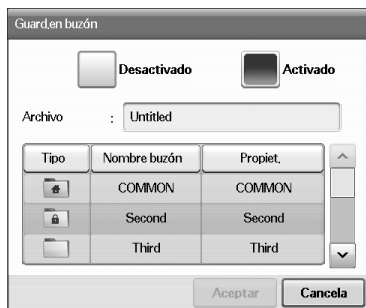 Guard.en buzón
Desactivado Activado
Archivo : Untitled
Tipo Nombre buzón Propiet.
COMMON COMMON
Second Second
Third Third
Aceptar Cancela